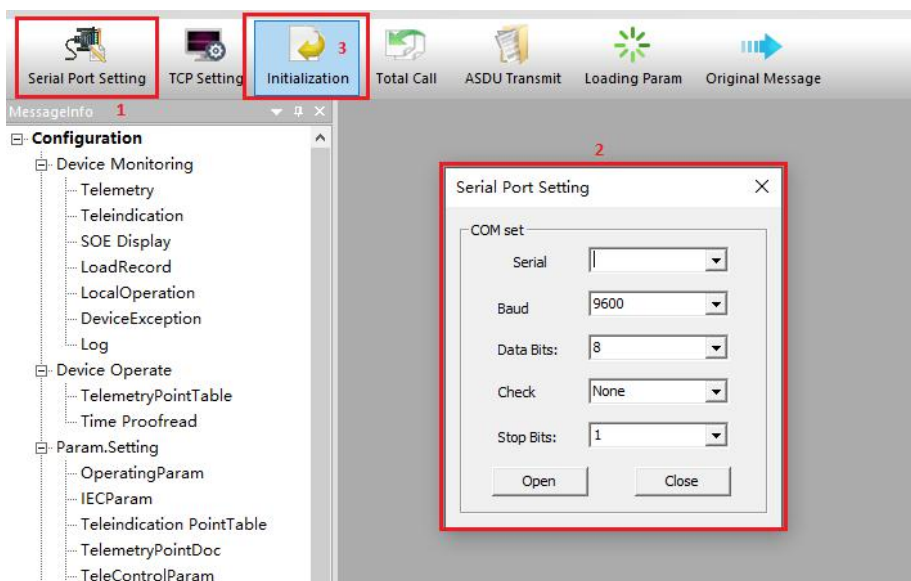 3
Serial Port Setting
TCP Setting
Initialization
Total Call
ASDU Transmit
Loading Param
Original Message
MessageInfo
1
Configuration
Device Monitoring
Telemetry
Teleindication
SOE Display
LoadRecord
LocalOperation
DeviceException
Log
Device Operate
TelemetryPointTable
Time Proofread
Param.Setting
OperatingParam
IECParam
Teleindication PointTable
TelemetryPointDoc
TeleControlParam
2
Serial Port Setting
COM set
Serial
Baud 9600
Data Bits: 8
Check None
Stop Bits: 1
Open Close